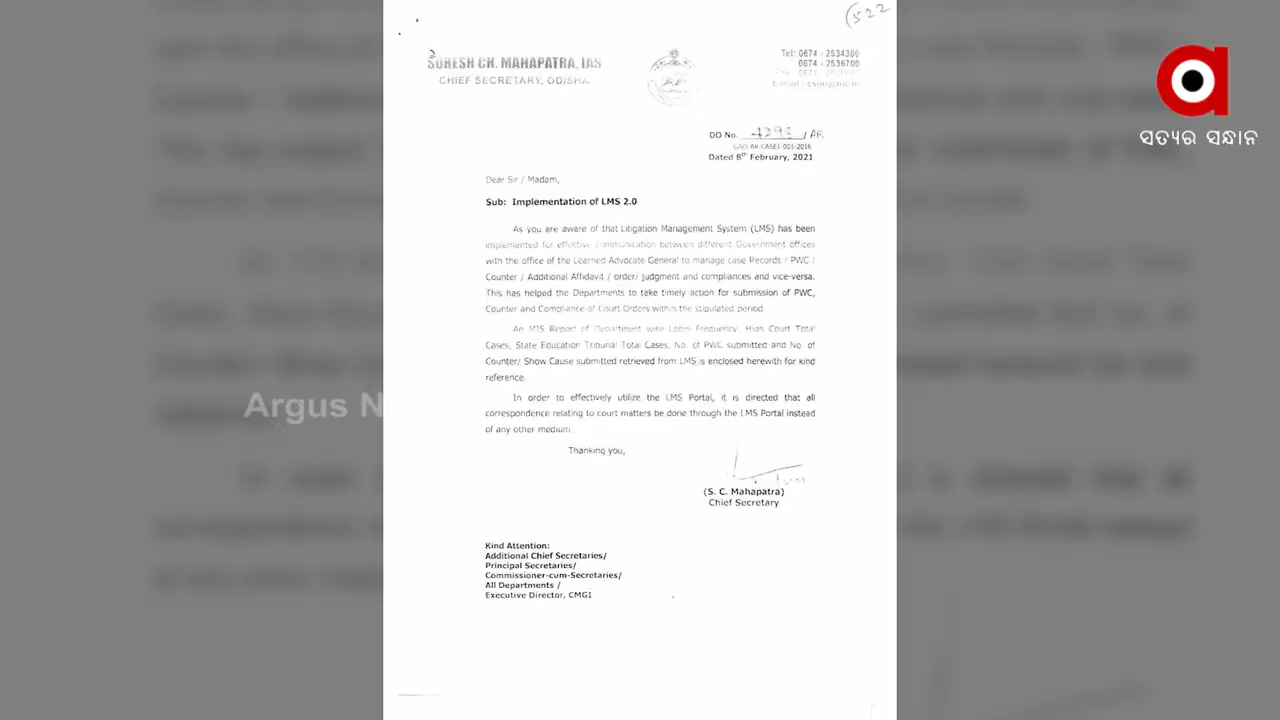 522
SURESH CH. MAHAPATRA, IAS
CHIEF SECRETARY, ODISHA
Tel: 0674 - 2534300
0674 - 2536700
DO No. /AR
GAD-AR-CASE1-001-2016
Dated 8th February, 2021
ସତ୍ୟର ସନ୍ଧାନ
Dear Sir / Madam,
Sub: Implementation of LMS 2.0
As you are aware of that Litigation Management System (LMS) has been
implemented for effective communication between different Government offices
with the office of the Learned Advocate General to manage case Records / PWC /
Counter / Additional Affidavit / order/ judgment and compliances and vice-versa.
This has helped the Departments to take timely action for submission of PWC,
Counter and Compliance of Court Orders within the stipulated period.
An MIS Report of Department wise Login Frequency, High Court Total
Cases, State Education Tribunal Total Cases, No. of PWC submitted and No. of
Counter/ Show Cause submitted retrieved from LMS is enclosed herewith for kind
reference.
In order to effectively utilize the LMS Portal, it is directed that all
correspondence relating to court matters be done through the LMS Portal instead
of any other medium.
Argus
Thanking you,
(S. C. Mahapatra)
Chief Secretary
Kind Attention:
Additional Chief Secretaries/
Principal Secretaries/
Commissioner-cum-Secretaries/
All Departments /
Executive Director, CMGI